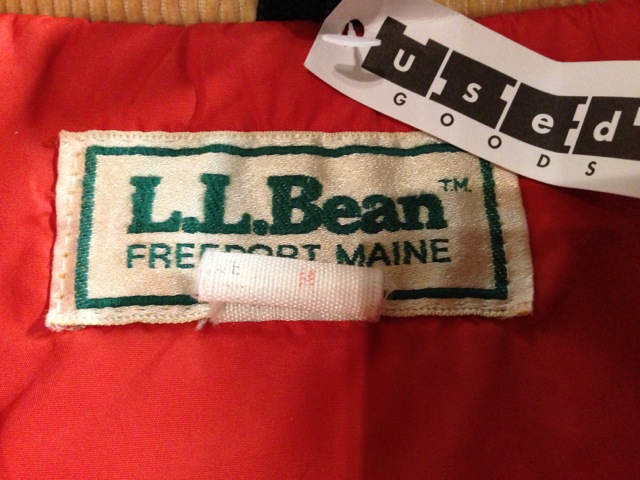 used
GOODS
L.L.Bean™
FREEPORT MAINE